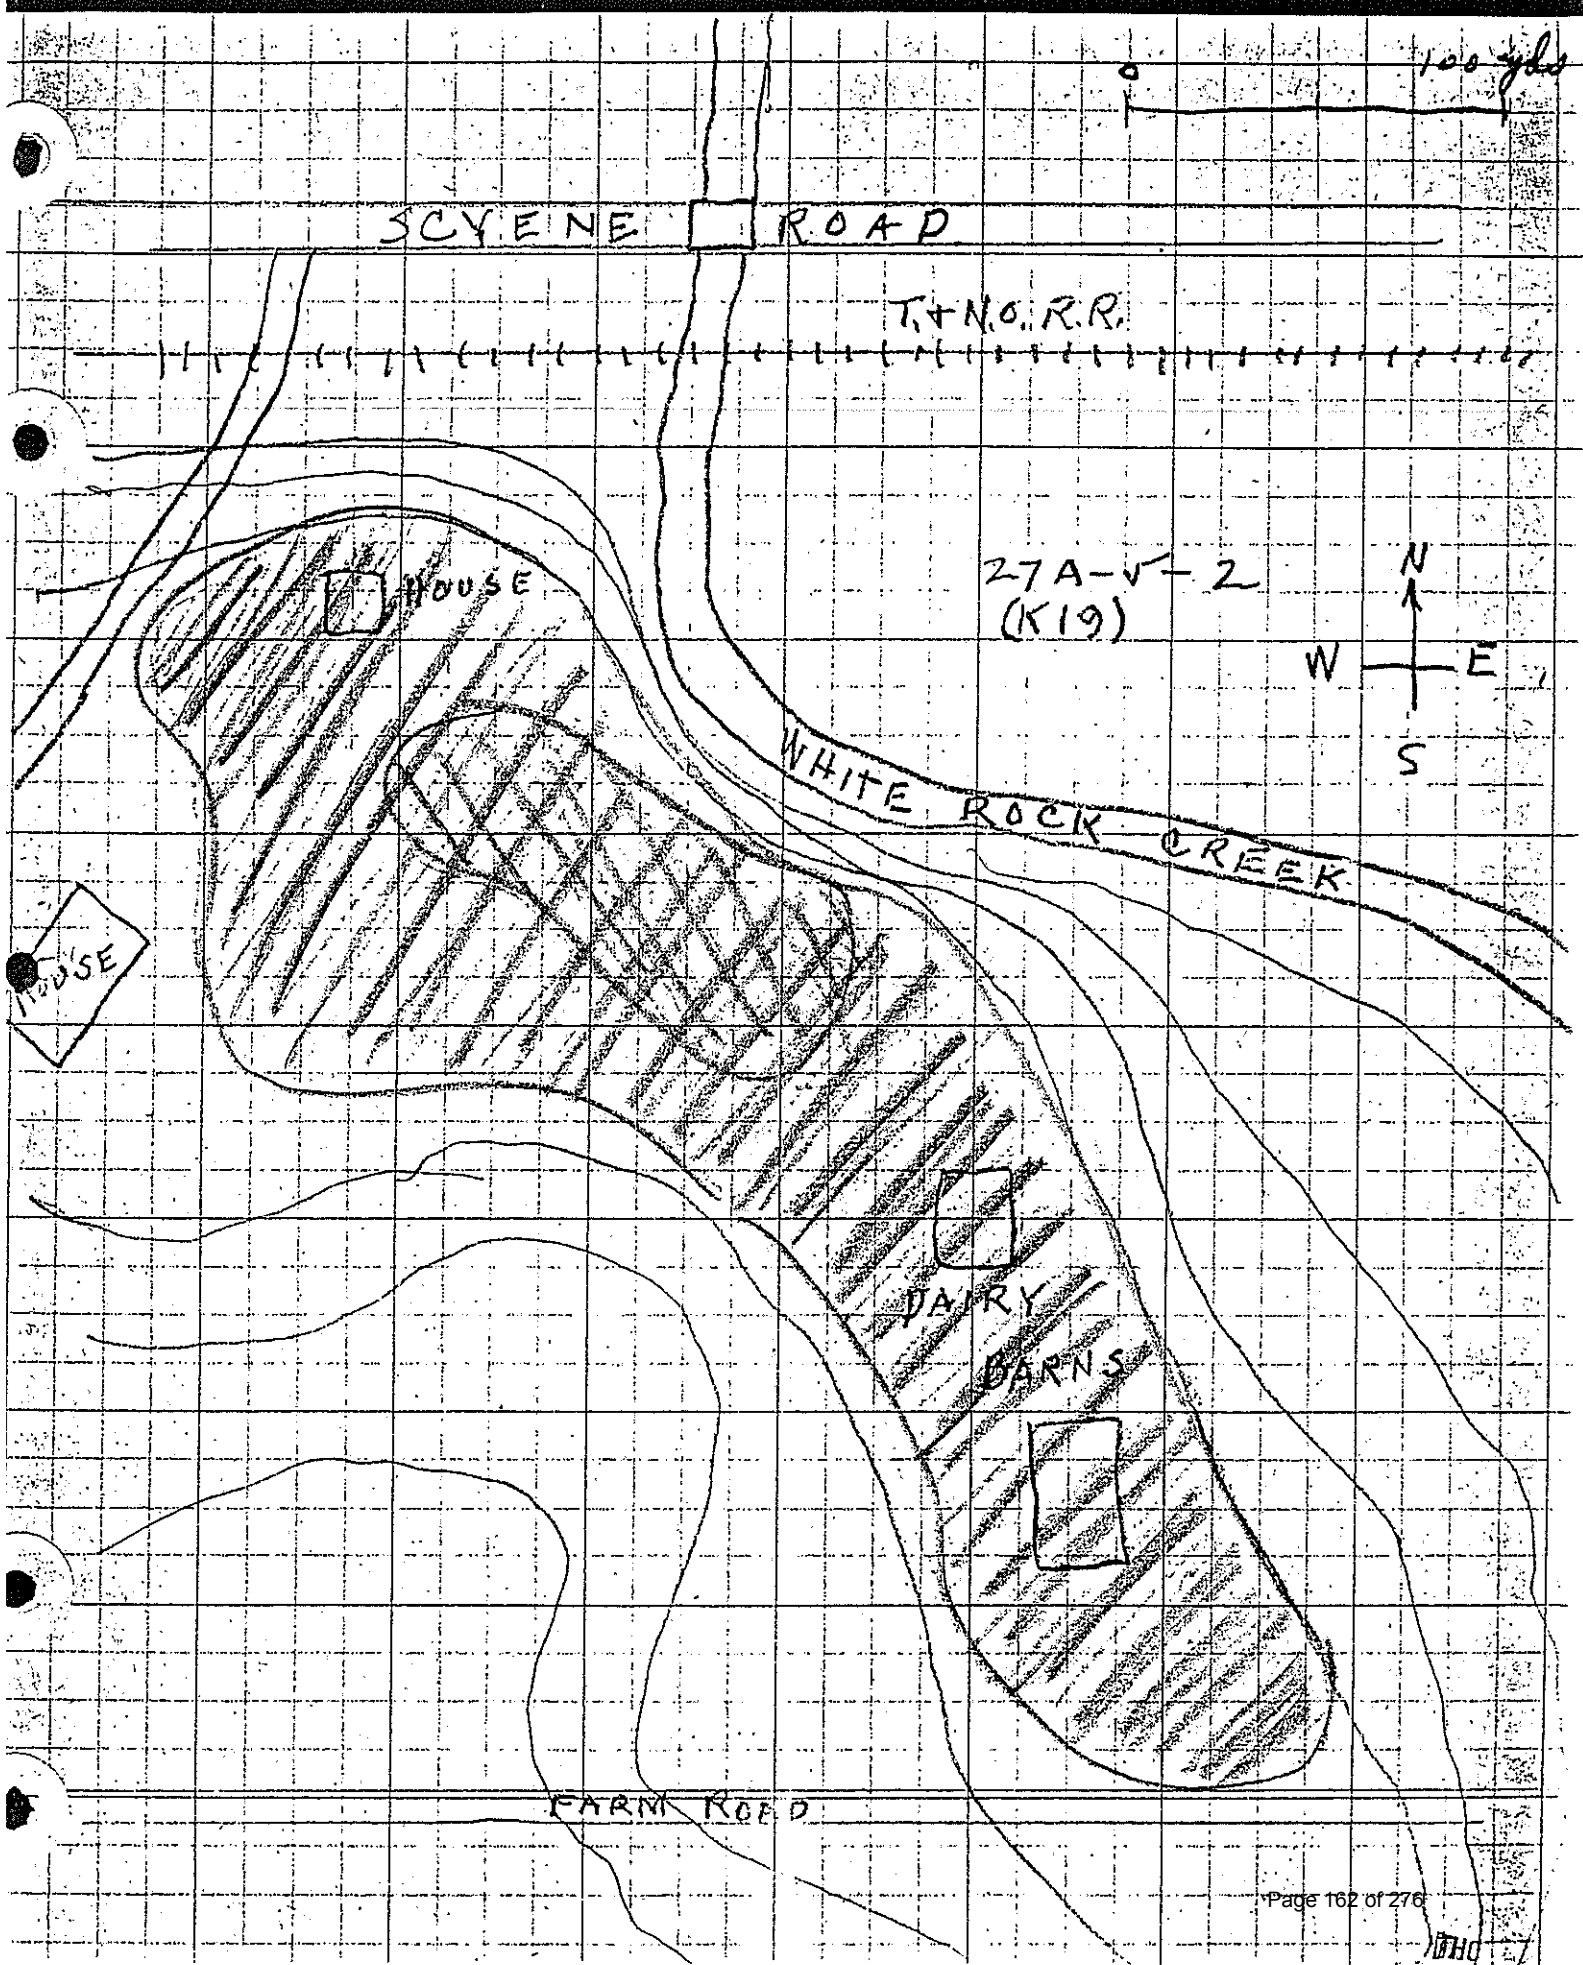 0 100 yds
SCYENE ROAD
T. + N.O. R.R.
HOUSE
27A-5-2
(K19)
N
W E
S
WHITE ROCK CREEK
HOUSE
DAIRY
BARNS
FARM ROAD
Page 162 of 276